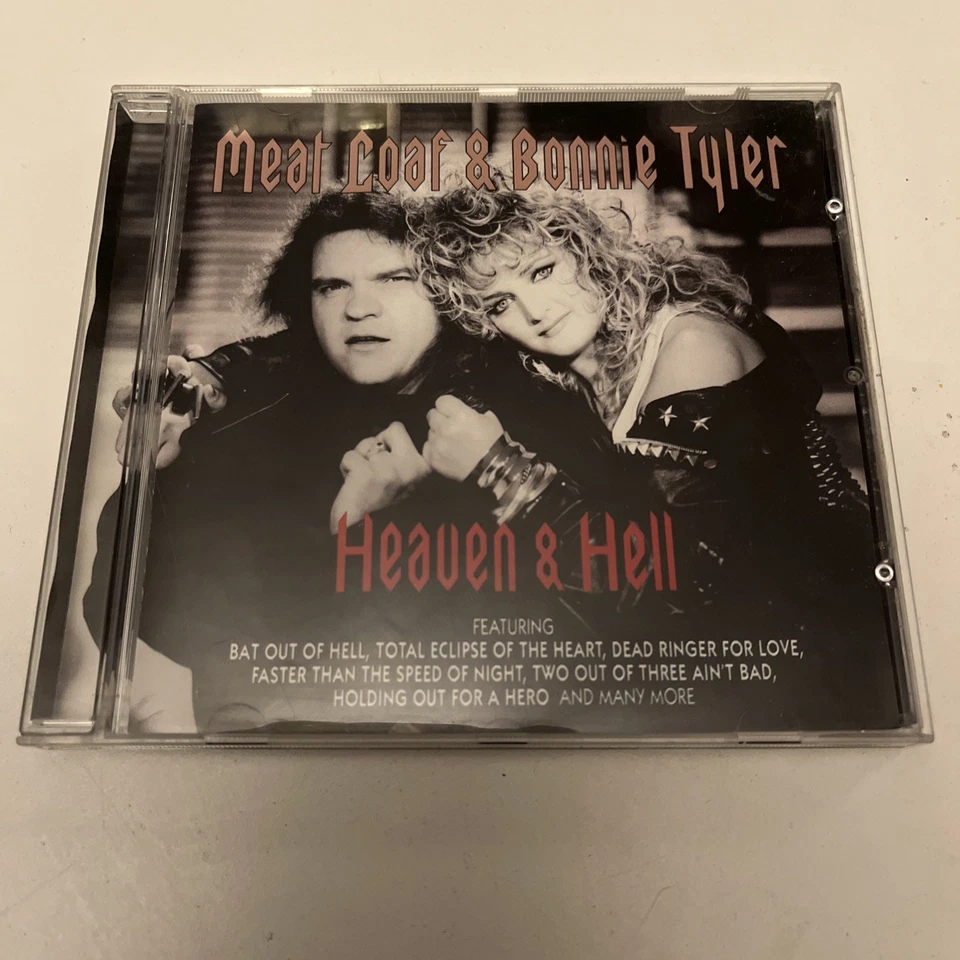 Meat Loaf & Bonnie Tyler
Heaven & Hell
FEATURING
BAT OUT OF HELL, TOTAL ECLIPSE OF THE HEART, DEAD RINGER FOR LOVE,
FASTER THAN THE SPEED OF NIGHT, TWO OUT OF THREE AIN'T BAD,
HOLDING OUT FOR A HERO AND MANY MORE